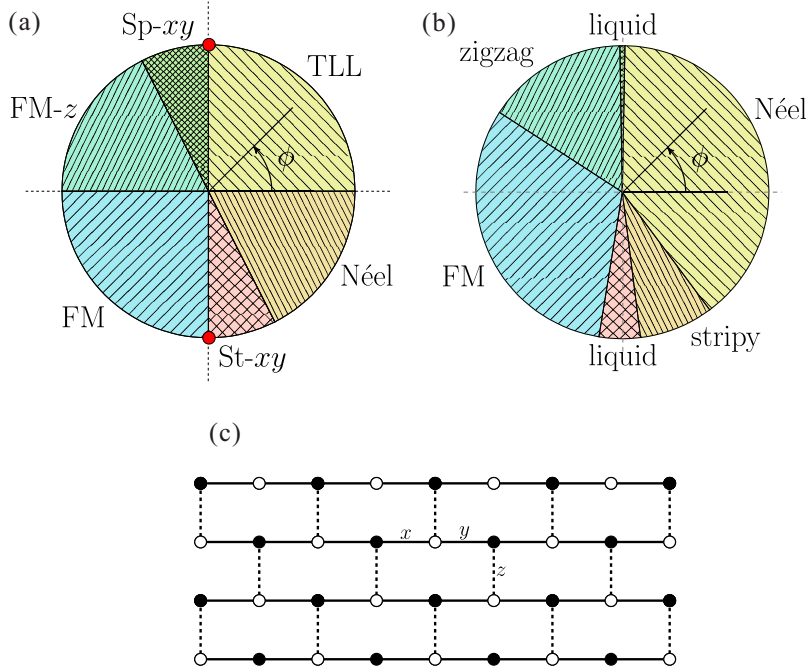 (a)
Sp-xy
TLL
FM-z
ϕ
Néel
FM
St-xy
(b)
liquid
zigzag
Néel
ϕ
FM
stripy
liquid
(c)
x
y
z